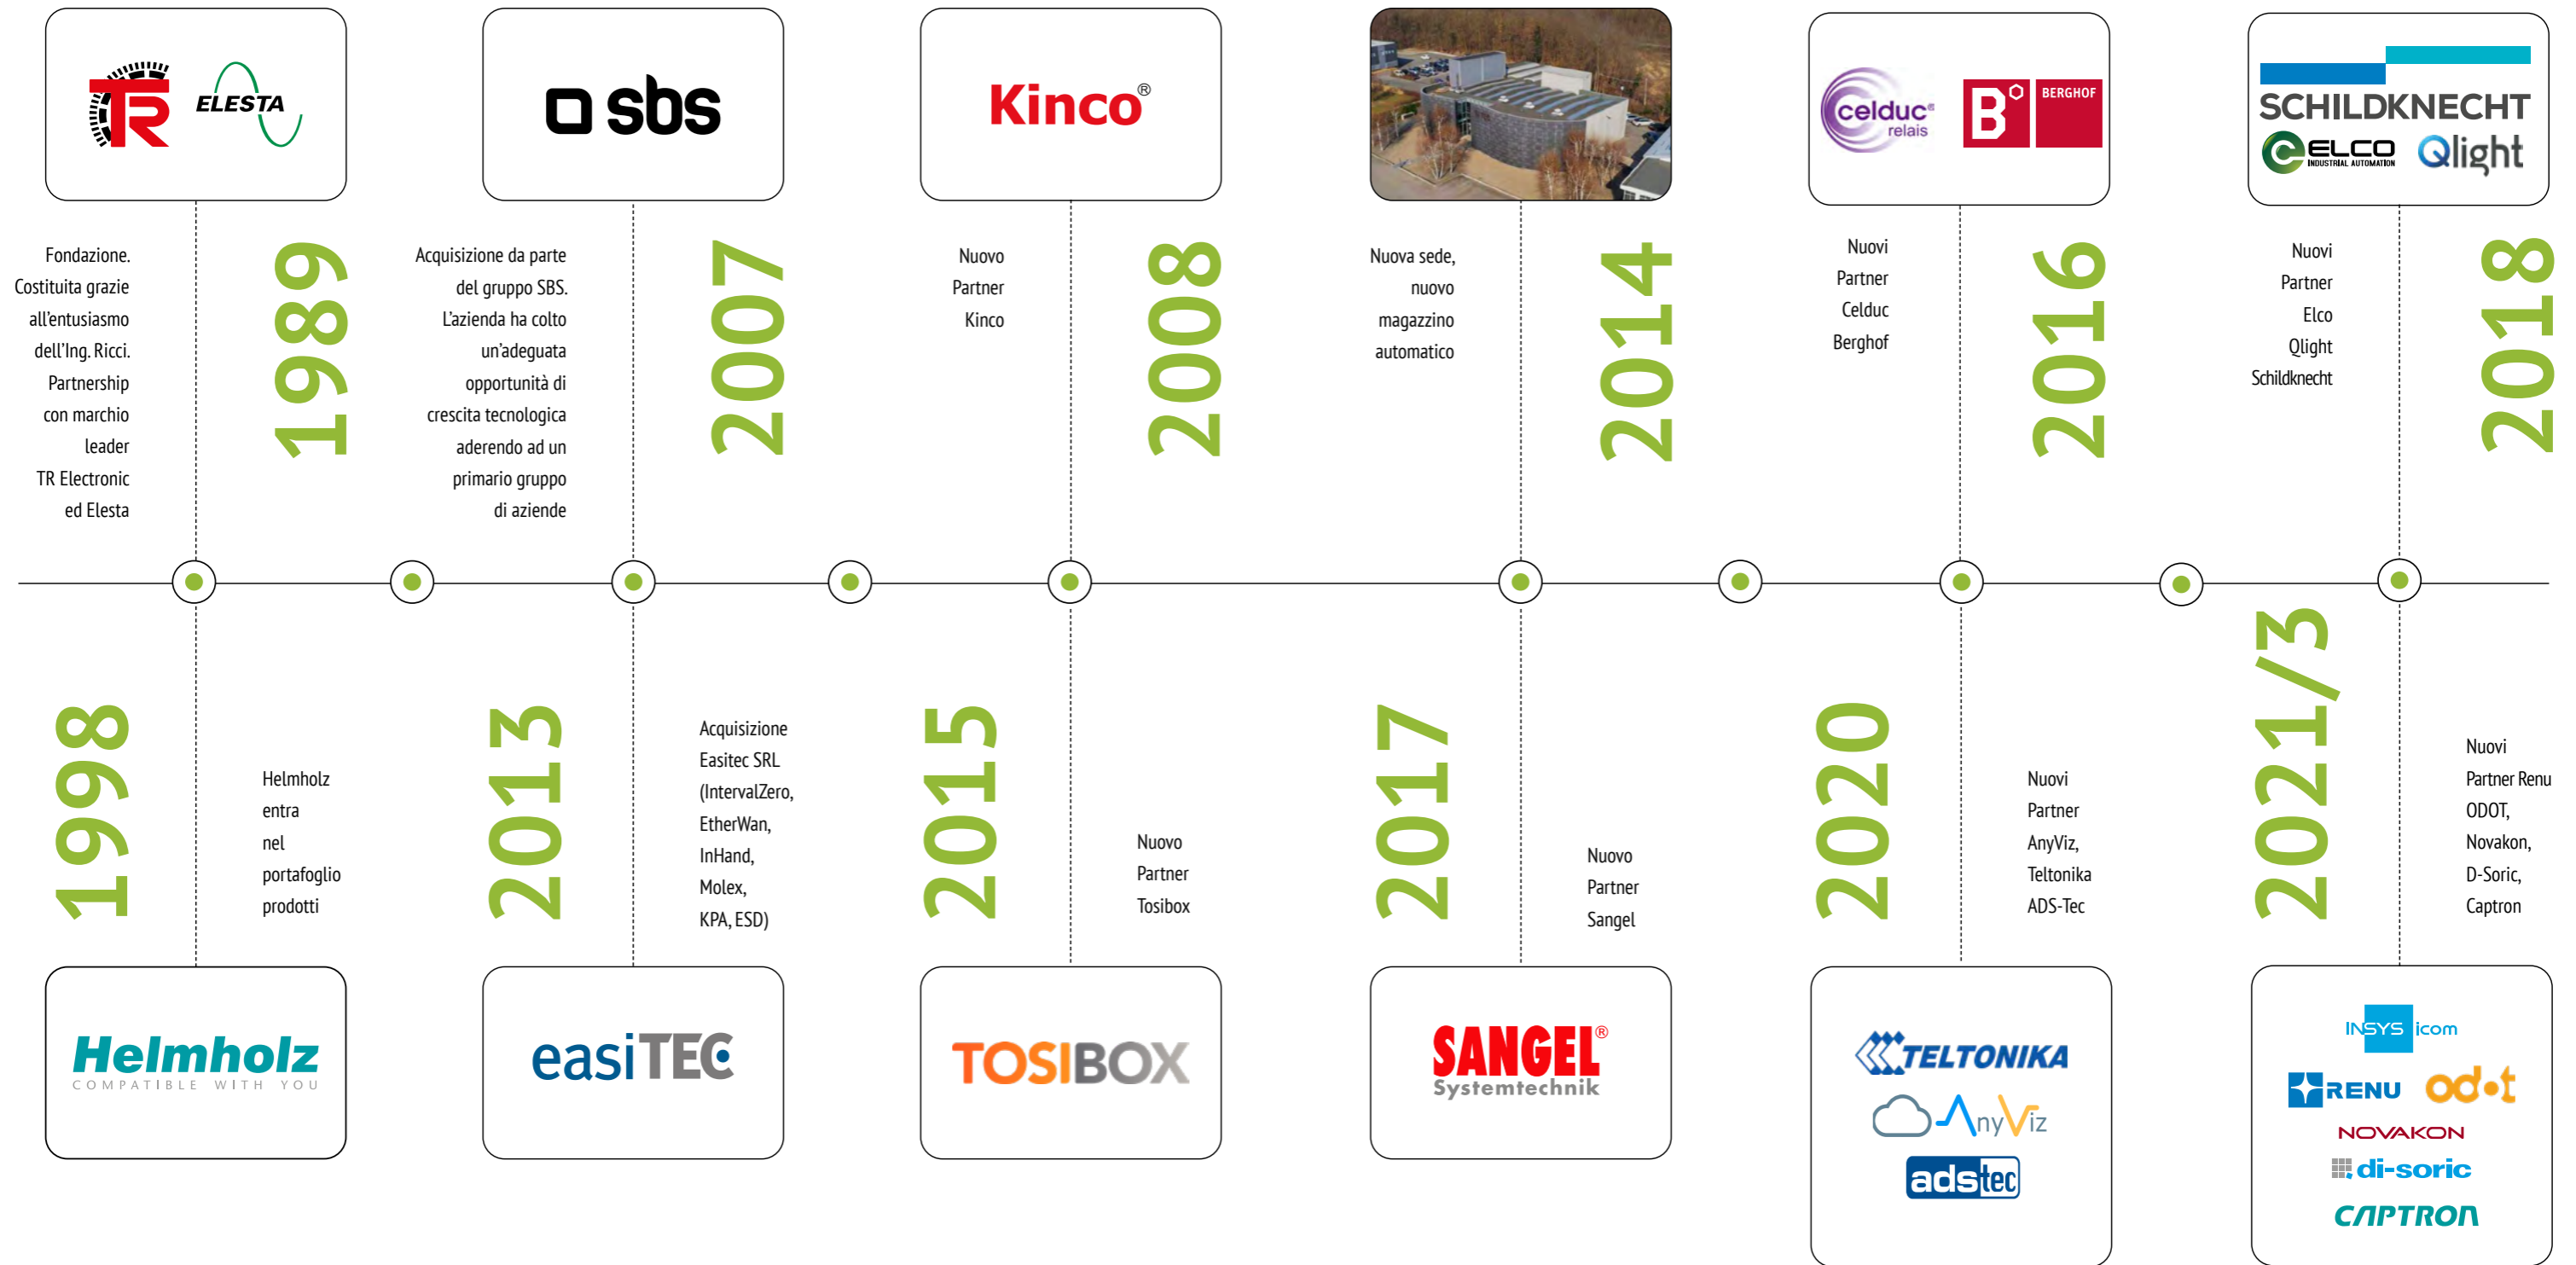 TR
ELESTA
Fondazione.
Costituita grazie
all'entusiasmo
dell'Ing. Ricci.
Partnership
con marchio
leader
TR Electronic
ed Elesta
1989
sbs
Acquisizione da parte
del gruppo SBS.
L'azienda ha colto
un'adeguata
opportunità di
crescita tecnologica
aderendo ad un
primario gruppo
di aziende
2007
Kinco®
Nuovo
Partner
Kinco
2008
Nuova sede,
nuovo
magazzino
automatico
2014
celduc®
relais
B
BERGHOF
Nuovi
Partner
Celduc
Berghof
2016
SCHILDKNECHT
ELCO
INDUSTRIAL AUTOMATION
Qlight
Nuovi
Partner
Elco
Qlight
Schildknecht
2018
1998
Helmholz
entra
nel
portafoglio
prodotti
Helmholz
COMPATIBLE WITH YOU
2013
Acquisizione
Easitec SRL
(IntervalZero,
EtherWan,
InHand,
Molex,
KPA, ESD)
easiTEC
2015
Nuovo
Partner
Tosibox
TOSIBOX
2017
Nuovo
Partner
Sangel
SANGEL®
Systemtechnik
2020
Nuovi
Partner
AnyViz,
Teltonika
ADS-Tec
TELTONIKA
AnyViz
adstec
2021/3
Nuovi
Partner Renu
ODOT,
Novakon,
D-Soric,
Captron
INSYS icom
RENU
odot
NOVAKON
di-soric
CAPTRON